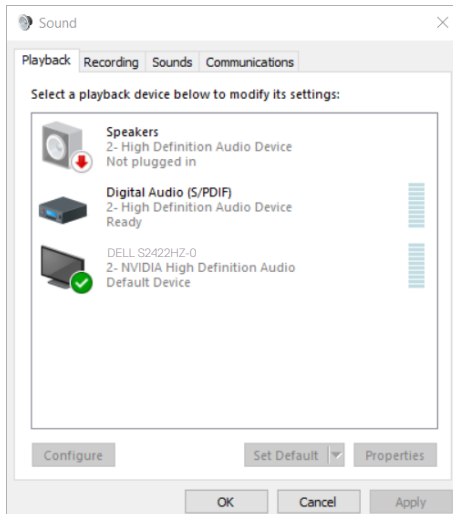 Sound
Playback Recording Sounds Communications
Select a playback device below to modify its settings:
Speakers
2- High Definition Audio Device
Not plugged in
Digital Audio (S/PDIF)
2- High Definition Audio Device
Ready
DELL S2422HZ-0
2- NVIDIA High Definition Audio
Default Device
Configure Set Default Properties
OK Cancel Apply